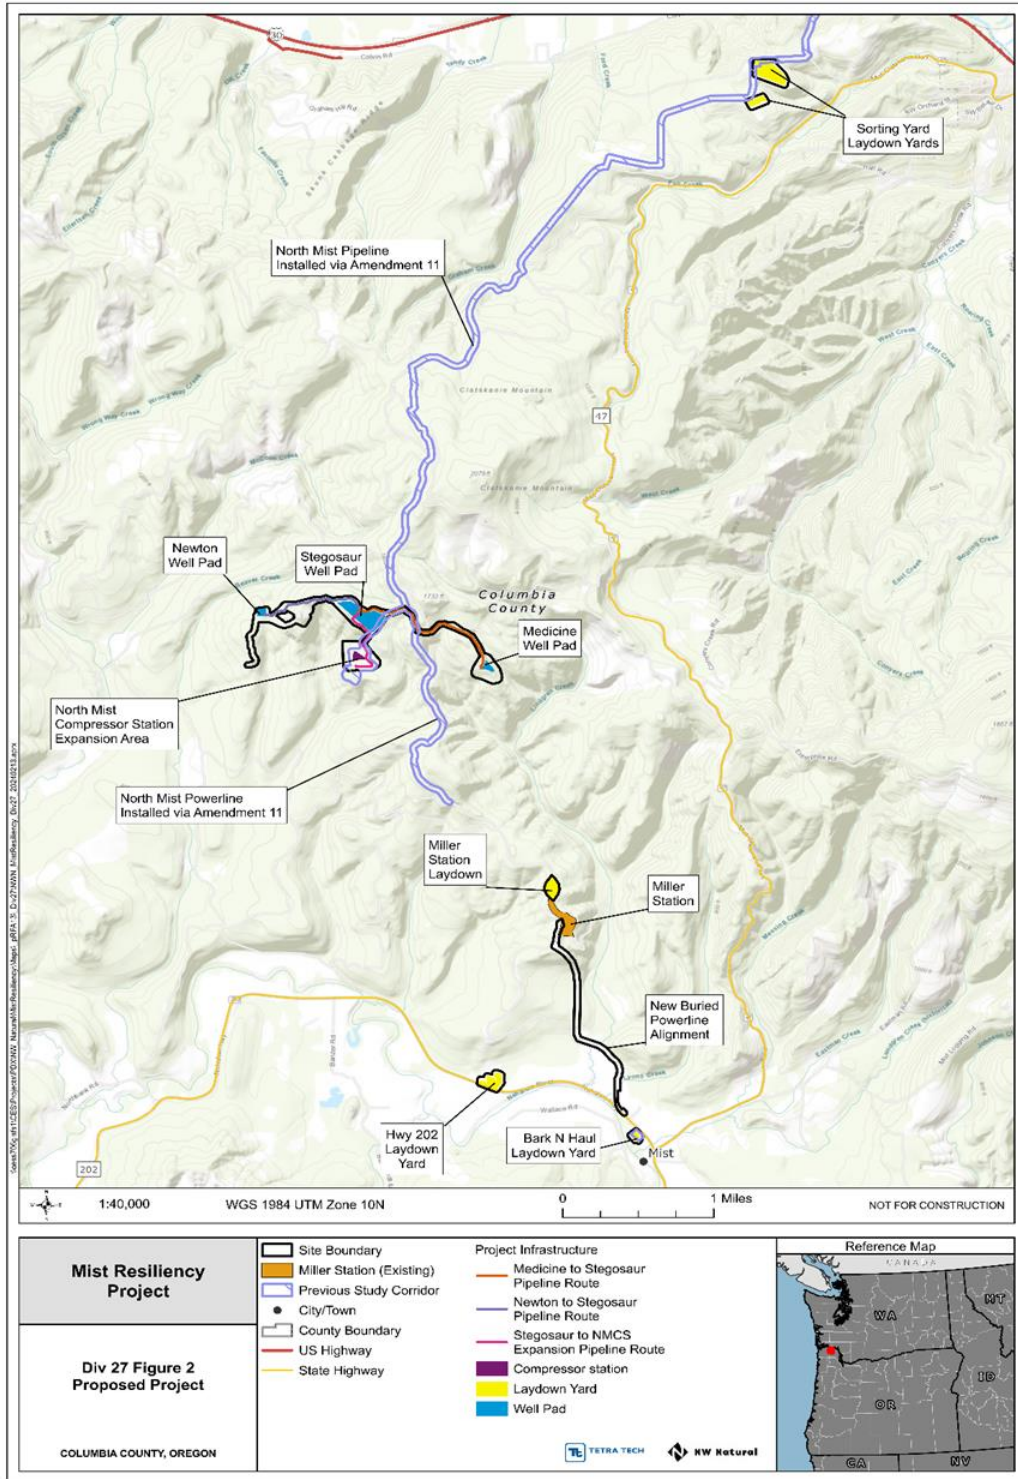 30
Sorting Yard
Laydown Yards
North Mist Pipeline
Installed via Amendment 11
Clatskanie Mountain
47
Clatskanie Mountain
West Creek
Newton
Well Pad
Stegosaur
Well Pad
Columbia
County
Medicine
Well Pad
North Mist
Compressor Station
Expansion Area
North Mist Powerline
Installed via Amendment 11
Miller
Station
Laydown
Miller
Station
New Buried
Powerline
Alignment
Hwy 202
Laydown
Yard
Bark N Haul
Laydown Yard
Mist
202
1:40,000
WGS 1984 UTM Zone 10N
0
1 Miles
NOT FOR CONSTRUCTION
Mist Resiliency
Project
Div 27 Figure 2
Proposed Project
COLUMBIA COUNTY, OREGON
Site Boundary
Miller Station (Existing)
Previous Study Corridor
City/Town
County Boundary
US Highway
State Highway
Project Infrastructure
Medicine to Stegosaur
Pipeline Route
Newton to Stegosaur
Pipeline Route
Stegosaur to NMCS
Expansion Pipeline Route
Compressor station
Laydown Yard
Well Pad
TETRA TECH
NW Natural
Reference Map
CANADA
WA
MT
OR
ID
CA
NV